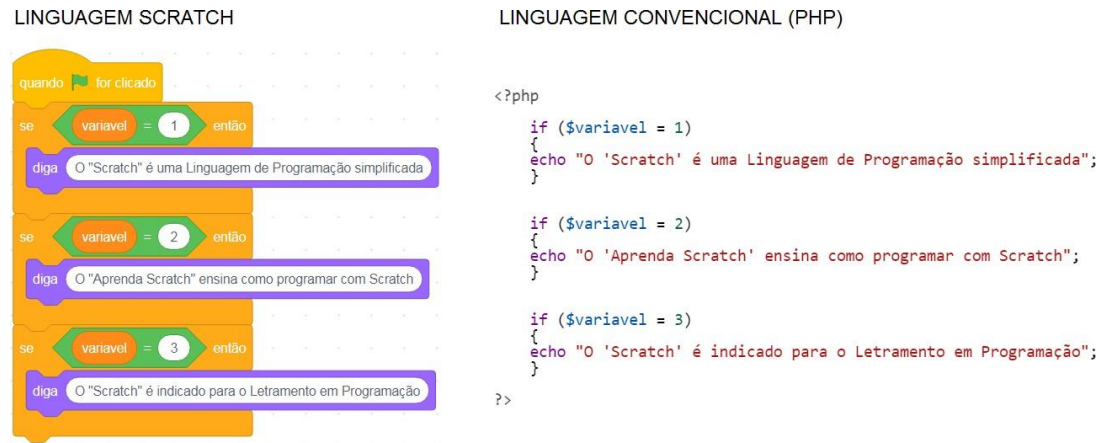 LINGUAGEM SCRATCH
quando for clicado
se variavel = 1 então
diga O "Scratch" é uma Linguagem de Programação simplificada
se variavel = 2 então
diga O "Aprenda Scratch" ensina como programar com Scratch
se variavel = 3 então
diga O "Scratch" é indicado para o Letramento em Programação
LINGUAGEM CONVENCIONAL (PHP)
<?php
if ($variavel = 1)
{
echo "O 'Scratch' é uma Linguagem de Programação simplificada";
}
if ($variavel = 2)
{
echo "O 'Aprenda Scratch' ensina como programar com Scratch";
}
if ($variavel = 3)
{
echo "O 'Scratch' é indicado para o Letramento em Programação";
}
?>